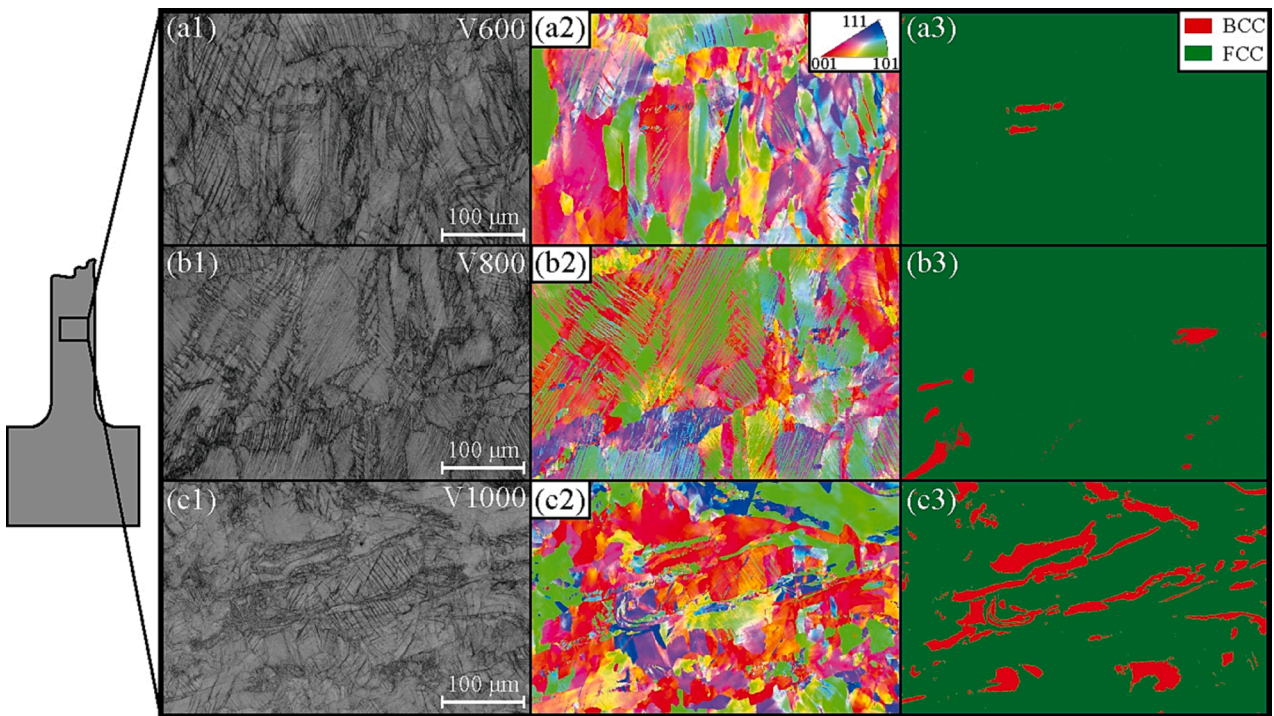 (a1) V600
100 μm
(a2)
111
001 101
(a3)
BCC
FCC
(b1) V800
100 μm
(b2)
(b3)
(c1) V1000
100 μm
(c2)
(c3)